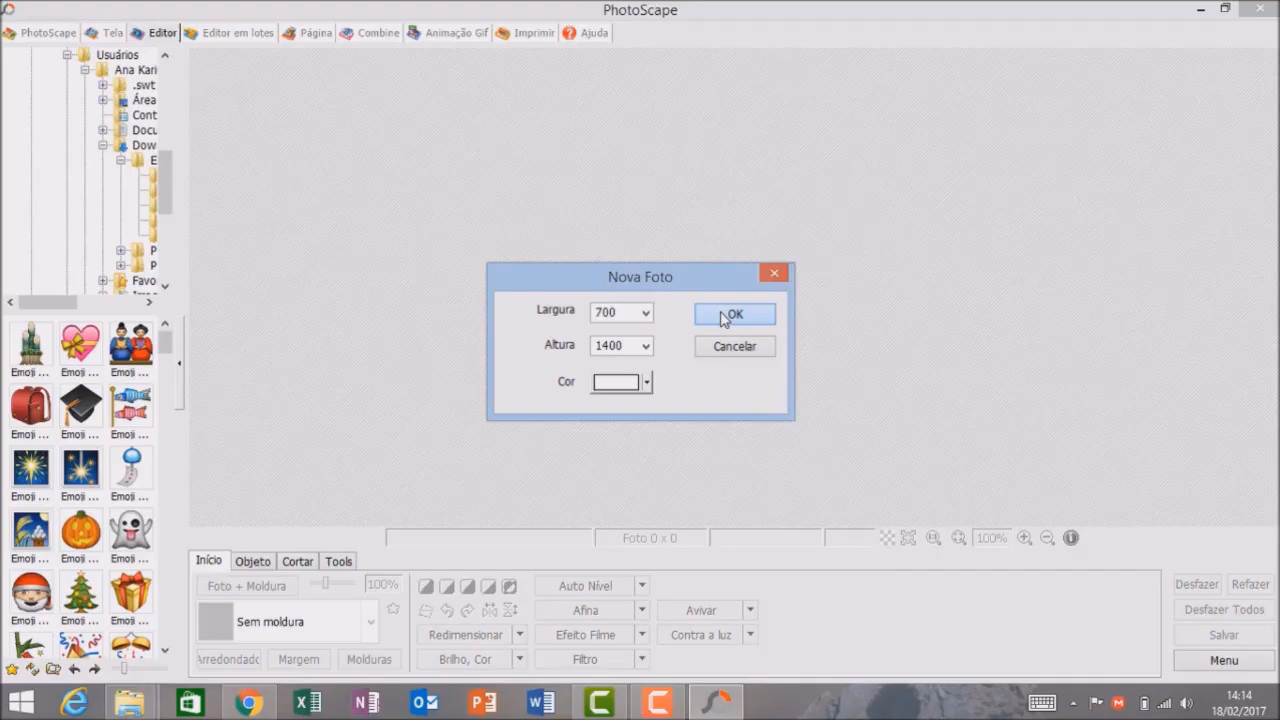 PhotoScape
PhotoScape
Tela
Editor
Editor em lotes
Página
Combine
Animação Gif
Imprimir
Ajuda
Usuários
Ana Kari
.swt
Área
Cont
Docu
Dow
E
P
P
Favo
Nova Foto
Largura 700 OK
Altura 1400 Cancelar
Cor
Emoji ... Emoji ... Emoji ...
Emoji ... Emoji ... Emoji ...
Emoji ... Emoji ... Emoji ...
Emoji ... Emoji ... Emoji ...
Emoji ... Emoji ... Emoji ...
Foto 0 x 0 100%
Início Objeto Cortar Tools
Foto + Moldura 100% Auto Nível Desfazer Refazer
Afina Avivar Desfazer Todos
Sem moldura Redimensionar Efeito Filme Contra a luz Salvar
Arredondado Margem Molduras Brilho, Cor Filtro Menu
14:14
18/02/2017